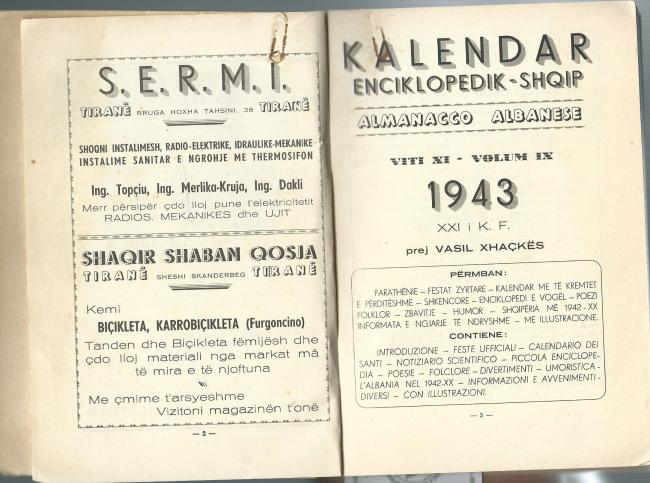 S. E. R. M. I.
TIRANË RRUGA HOXHA TAHSINI, 38 TIRANË
SHOQNI INSTALIMESH, RADIO-ELEKTRIKE, IDRAULIKE-MEKANIKE
INSTALIME SANITAR E NGROHJE ME THERMOSIFON
Ing. Topçiu, Ing. Merlika-Kruja, Ing. Dakli
Merr përsipër çdo lloj pune t'elektricitetit
RADIOS, MEKANIKES dhe UJIT
SHAQIR SHABAN QOSJA
TIRANË SHESHI SKANDERBEG TIRANË
Kemi
BIÇIKLETA, KARROBIÇIKLETA (Furgoncino)
Tanden dhe Biçikleta fëmijësh dhe
çdo lloj materiali nga markat mâ
të mira e të njoftuna
Me çmime t'arsyeshme
Vizitoni magazinën t'onë
— 2 —
KALENDAR
ENCIKLOPEDIK-SHQIP
ALMANACCO ALBANESE
VITI XI - VOLUM IX
1943
XXI i K. F.
prej VASIL XHAÇKËS
PËRMBAN:
PARATHËNIE – FESTAT ZYRTARE – KALENDAR ME TË KREMTET
E PËRDITËSHME – SHKENCORE – ENCIKLOPEDI E VOGËL – POEZI
FOLKLOR – ZBAVITJE – HUMOR – SHQIPËRIA MË 1942-XX
INFORMATA E NGJARJE TË NDRYSHME – ME ILLUSTRACIONE.
CONTIENE:
INTRODUZIONE – FESTE UFFICIALI – CALENDARIO DEI
SANTI – NOTIZIARIO SCIENTIFICO – PICCOLA ENCICLOPE-
DIA – POESIE – FOLCLORE – DIVERTIMENTI – UMORISTICA -
L'ALBANIA NEL 1942-XX – INFORMAZIONI E AVVENIMENTI -
DIVERSI – CON ILLUSTRAZIONI.
— 3 —